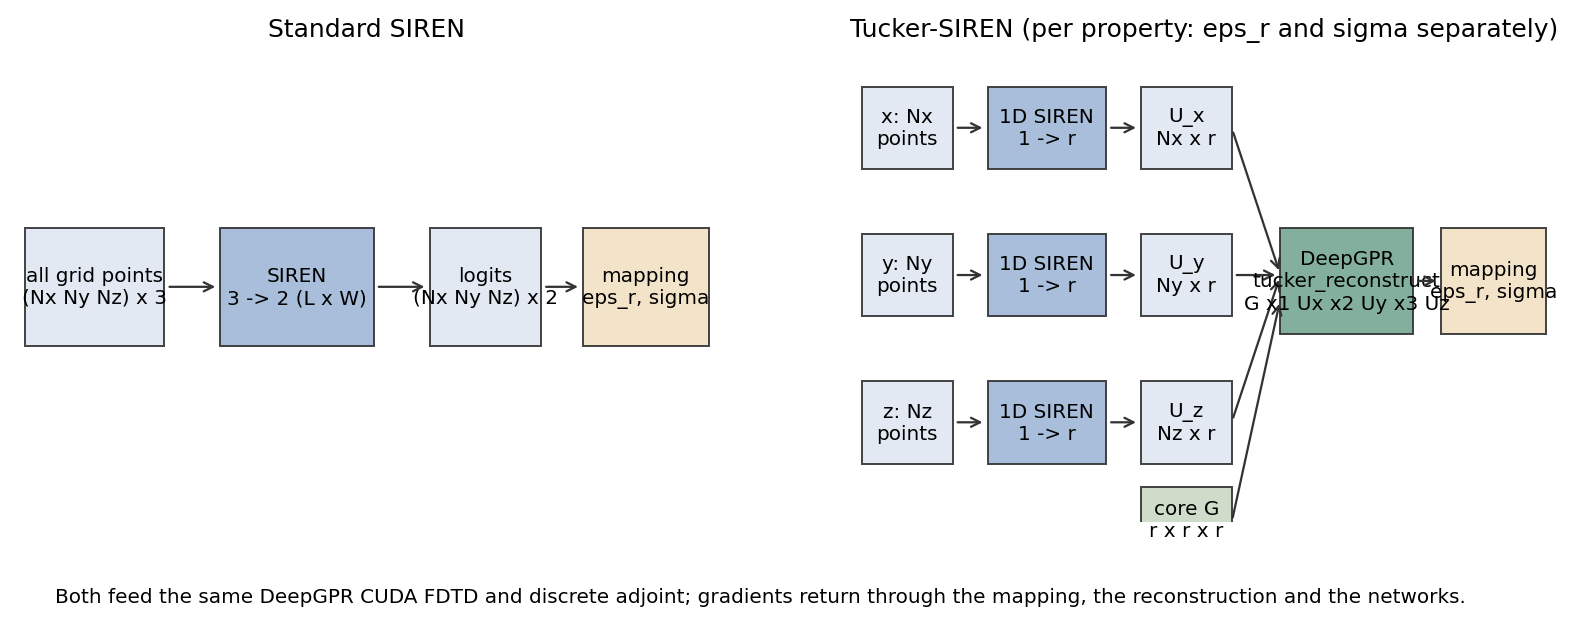 Standard SIREN
all grid points
(Nx Ny Nz) x 3
SIREN
3 -> 2 (L x W)
logits
(Nx Ny Nz) x 2
mapping
eps_r, sigma
Tucker-SIREN (per property: eps_r and sigma separately)
x: Nx
points
1D SIREN
1 -> r
U_x
Nx x r
y: Ny
points
1D SIREN
1 -> r
U_y
Ny x r
z: Nz
points
1D SIREN
1 -> r
U_z
Nz x r
core G
r x r x r
DeepGPR
tucker_reconstruct
G x1 Ux x2 Uy x3 Uz
mapping
eps_r, sigma
Both feed the same DeepGPR CUDA FDTD and discrete adjoint; gradients return through the mapping, the reconstruction and the networks.